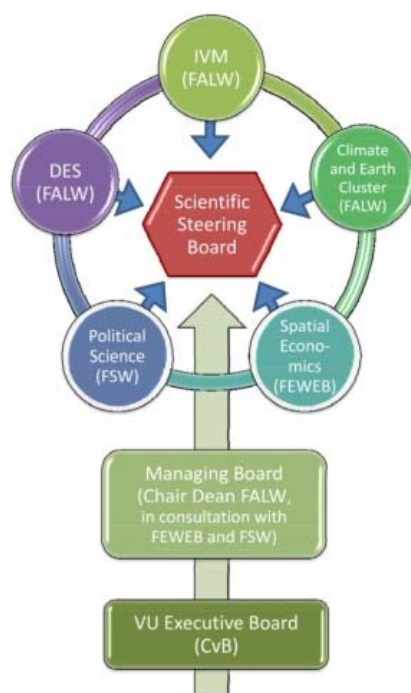 IVM
(FALW)
DES
(FALW)
Climate
and Earth
Cluster
(FALW)
Scientific
Steering
Board
Political
Science
(FSW)
Spatial
Econo-
mics
(FEWEB)
Managing Board
(Chair Dean FALW,
in consultation with
FEWEB and FSW)
VU Executive Board
(CvB)